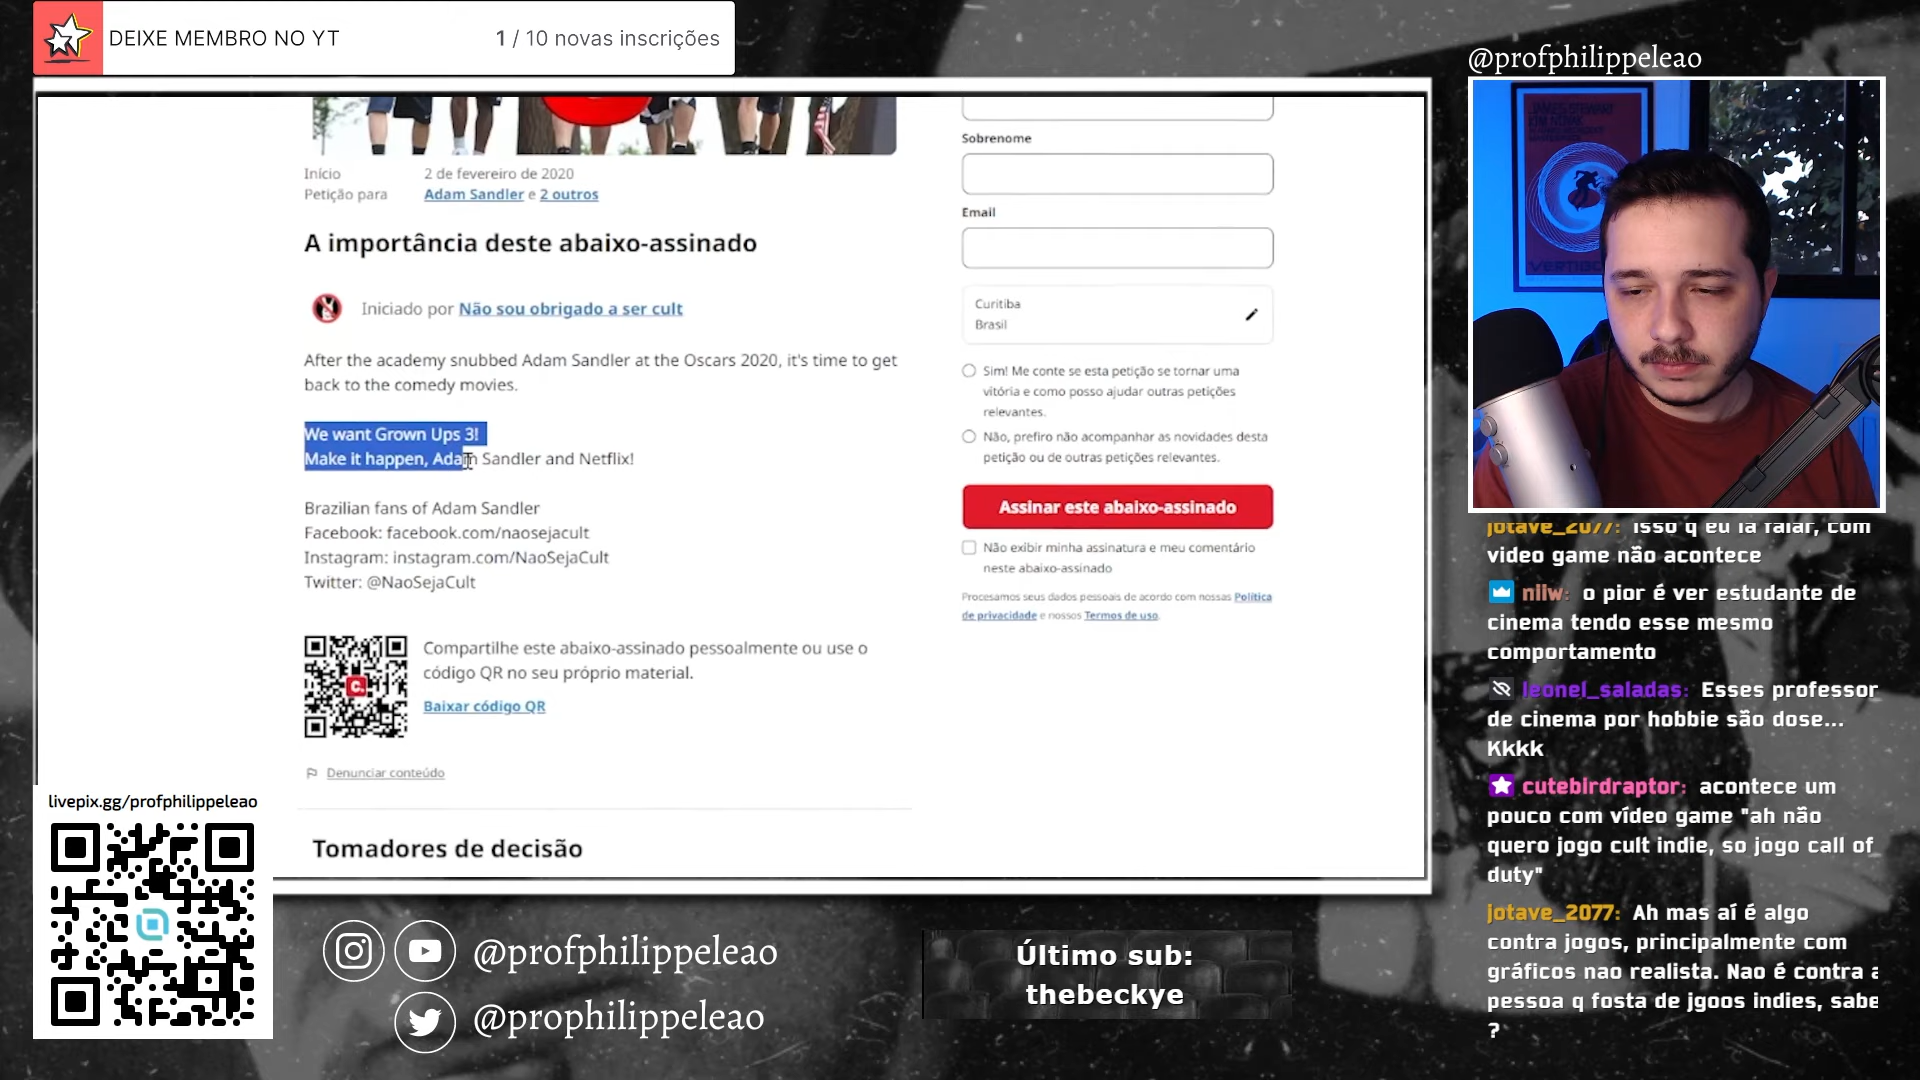 DEIXE MEMBRO NO YT
1 / 10 novas inscrições
@profphilippeleao
Início 2 de fevereiro de 2020
Petição para Adam Sandler e 2 outros
A importância deste abaixo-assinado
Iniciado por Não sou obrigado a ser cult
After the academy snubbed Adam Sandler at the Oscars 2020, it's time to get
back to the comedy movies.
We want Grown Ups 3!
Make it happen, Adam Sandler and Netflix!
Brazilian fans of Adam Sandler
Facebook: facebook.com/naosejacult
Instagram: instagram.com/NaoSejaCult
Twitter: @NaoSejaCult
Compartilhe este abaixo-assinado pessoalmente ou use o
código QR no seu próprio material.
Baixar código QR
Denunciar conteúdo
Tomadores de decisão
Sobrenome
Email
Curitiba
Brasil
Sim! Me conte se esta petição se tornar uma
vitória e como posso ajudar outras petições
relevantes.
Não, prefiro não acompanhar as novidades desta
petição ou de outras petições relevantes.
Assinar este abaixo-assinado
Não exibir minha assinatura e meu comentário
neste abaixo-assinado
Processamos seus dados pessoais de acordo com nossas Política
de privacidade e nossos Termos de uso.
VERTIGO
jotave_2077: isso q eu ia falar, com
video game não acontece
nilw: o pior é ver estudante de
cinema tendo esse mesmo
comportamento
leonel_saladas: Esses professor
de cinema por hobbie são dose...
Kkkk
cutebirdraptor: acontece um
pouco com vídeo game "ah não
quero jogo cult indie, so jogo call of
duty"
jotave_2077: Ah mas aí é algo
contra jogos, principalmente com
gráficos nao realista. Nao é contra a
pessoa q fosta de jgoos indies, sabe
?
livepix.gg/profphilippeleao
@profphilippeleao
@prophilippeleao
Último sub:
thebeckye